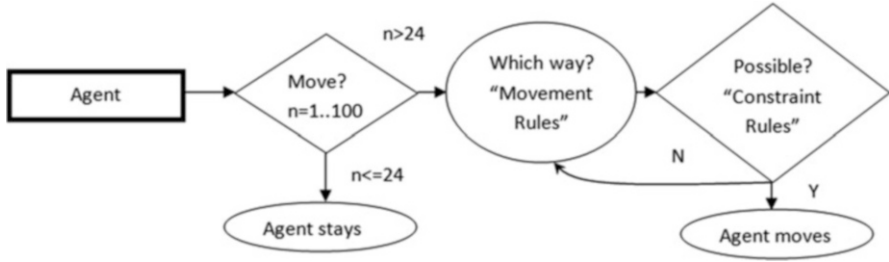 n>24
Agent
Move?
n=1..100
Which way?
“Movement
Rules”
Possible?
“Constraint
Rules”
n<=24
N
Y
Agent stays
Agent moves